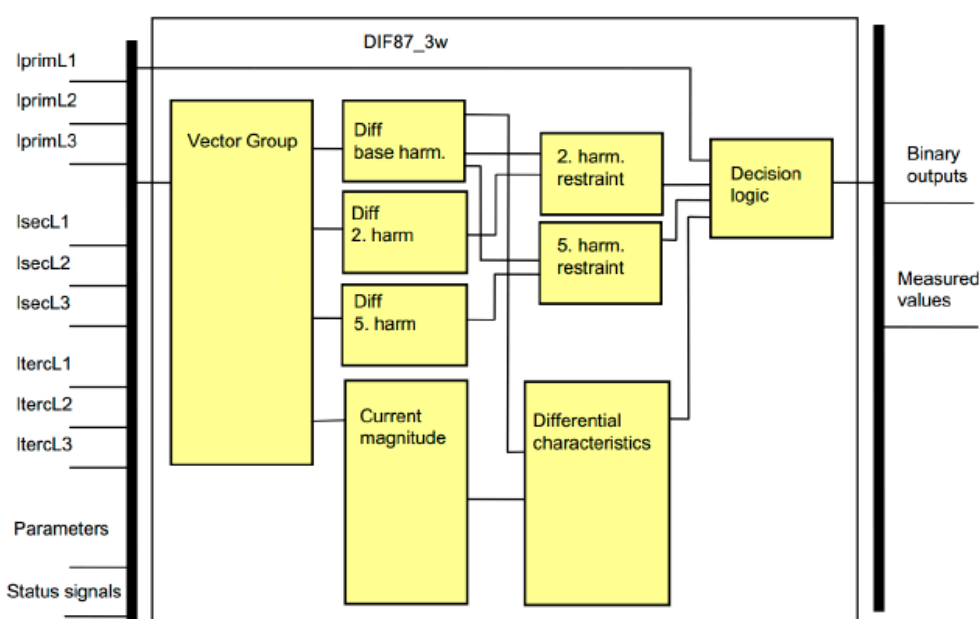 DIF87_3w
IprimL1
IprimL2
IprimL3
IsecL1
IsecL2
IsecL3
ItercL1
ItercL2
ItercL3
Parameters
Status signals
Vector Group
Diff
base harm.
Diff
2. harm
Diff
5. harm
Current
magnitude
2. harm.
restraint
5. harm.
restraint
Differential
characteristics
Decision
logic
Binary
outputs
Measured
values